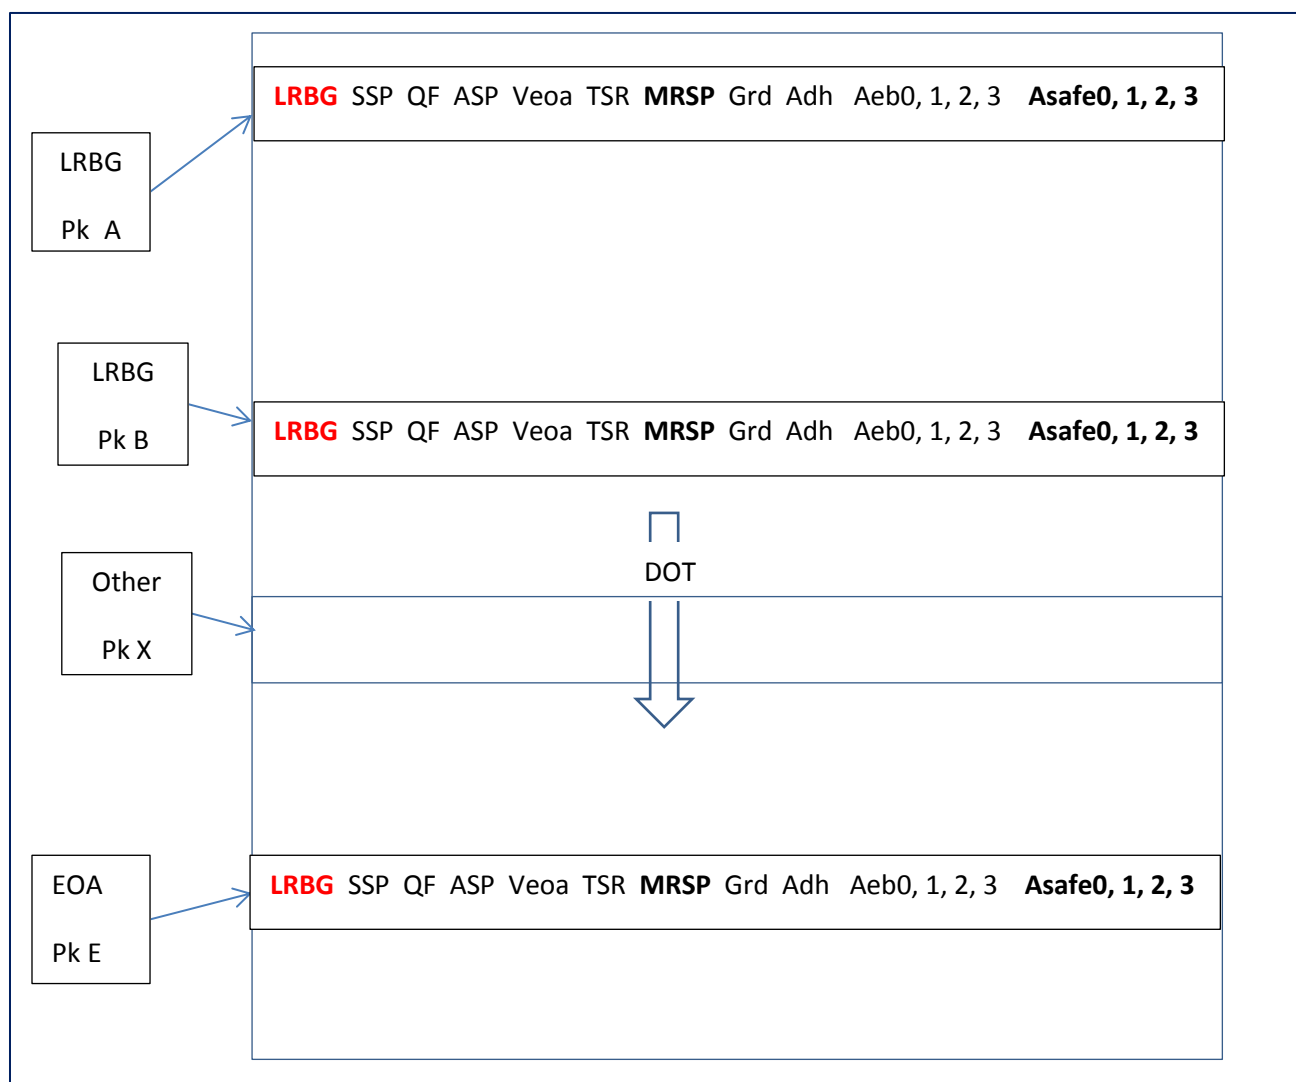 LRBG SSP QF ASP Veoa TSR MRSP Grd Adh Aeb0, 1, 2, 3 Asafe0, 1, 2, 3
LRBG
Pk A
LRBG
Pk B
LRBG SSP QF ASP Veoa TSR MRSP Grd Adh Aeb0, 1, 2, 3 Asafe0, 1, 2, 3
DOT
Other
Pk X
EOA
Pk E
LRBG SSP QF ASP Veoa TSR MRSP Grd Adh Aeb0, 1, 2, 3 Asafe0, 1, 2, 3